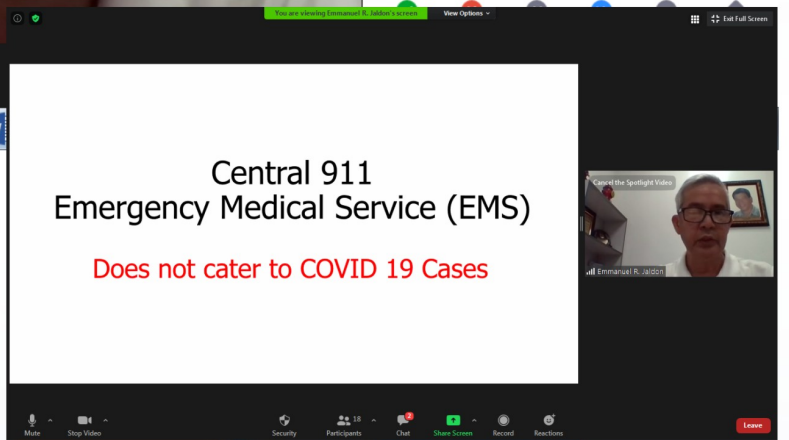 You are viewing Emmanuel R. Jaldon's screen
View Options
Exit Full Screen
Central 911
Emergency Medical Service (EMS)
Does not cater to COVID 19 Cases
Cancel the Spotlight Video
Emmanuel R. Jaldon
Mute
Stop Video
Security
18
Participants
2
Chat
Share Screen
Record
Reactions
Leave